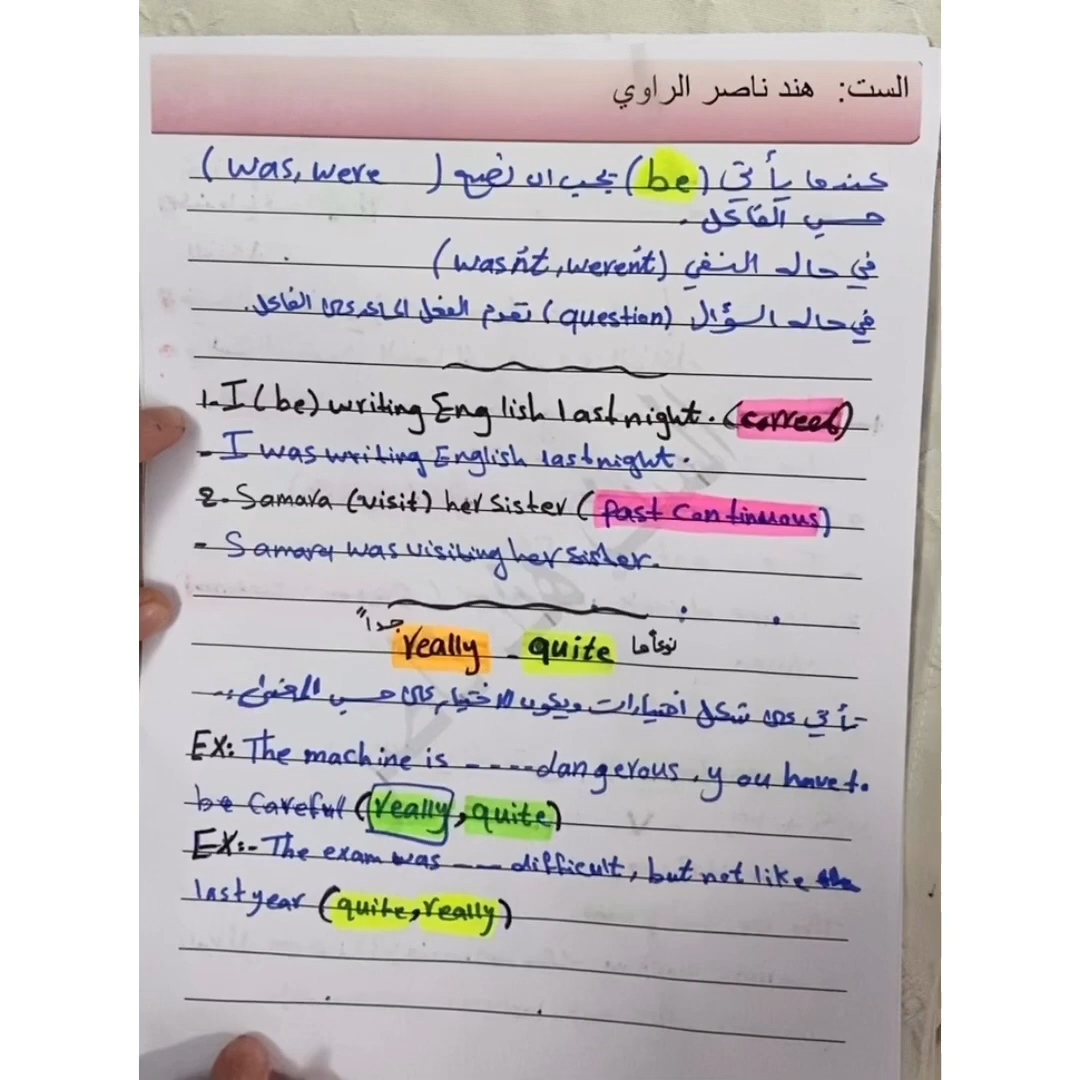 الست: هند ناصر الراوي
عندما يأتي (be) يجب ان نضع (was, were)
حسب الفاعل.
في حاله النفي (wasn't, weren't)
في حاله السؤال (question) تقدم الفعل المساعد على الفاعل.
1- I (be) writing English last night. (correct)
- I was writing English last night.
2. Samara (visit) her sister (past continuous)
- Samara was visiting her sister.
جداً really - quite نوعاً ما
تأتي على شكل اختيارات ويكون الاختيار على حسب المعنى
EX: The machine is ---- dangerous, you have to
be careful (really, quite)
EX:- The exam was --- difficult, but not like the
last year (quite, really)